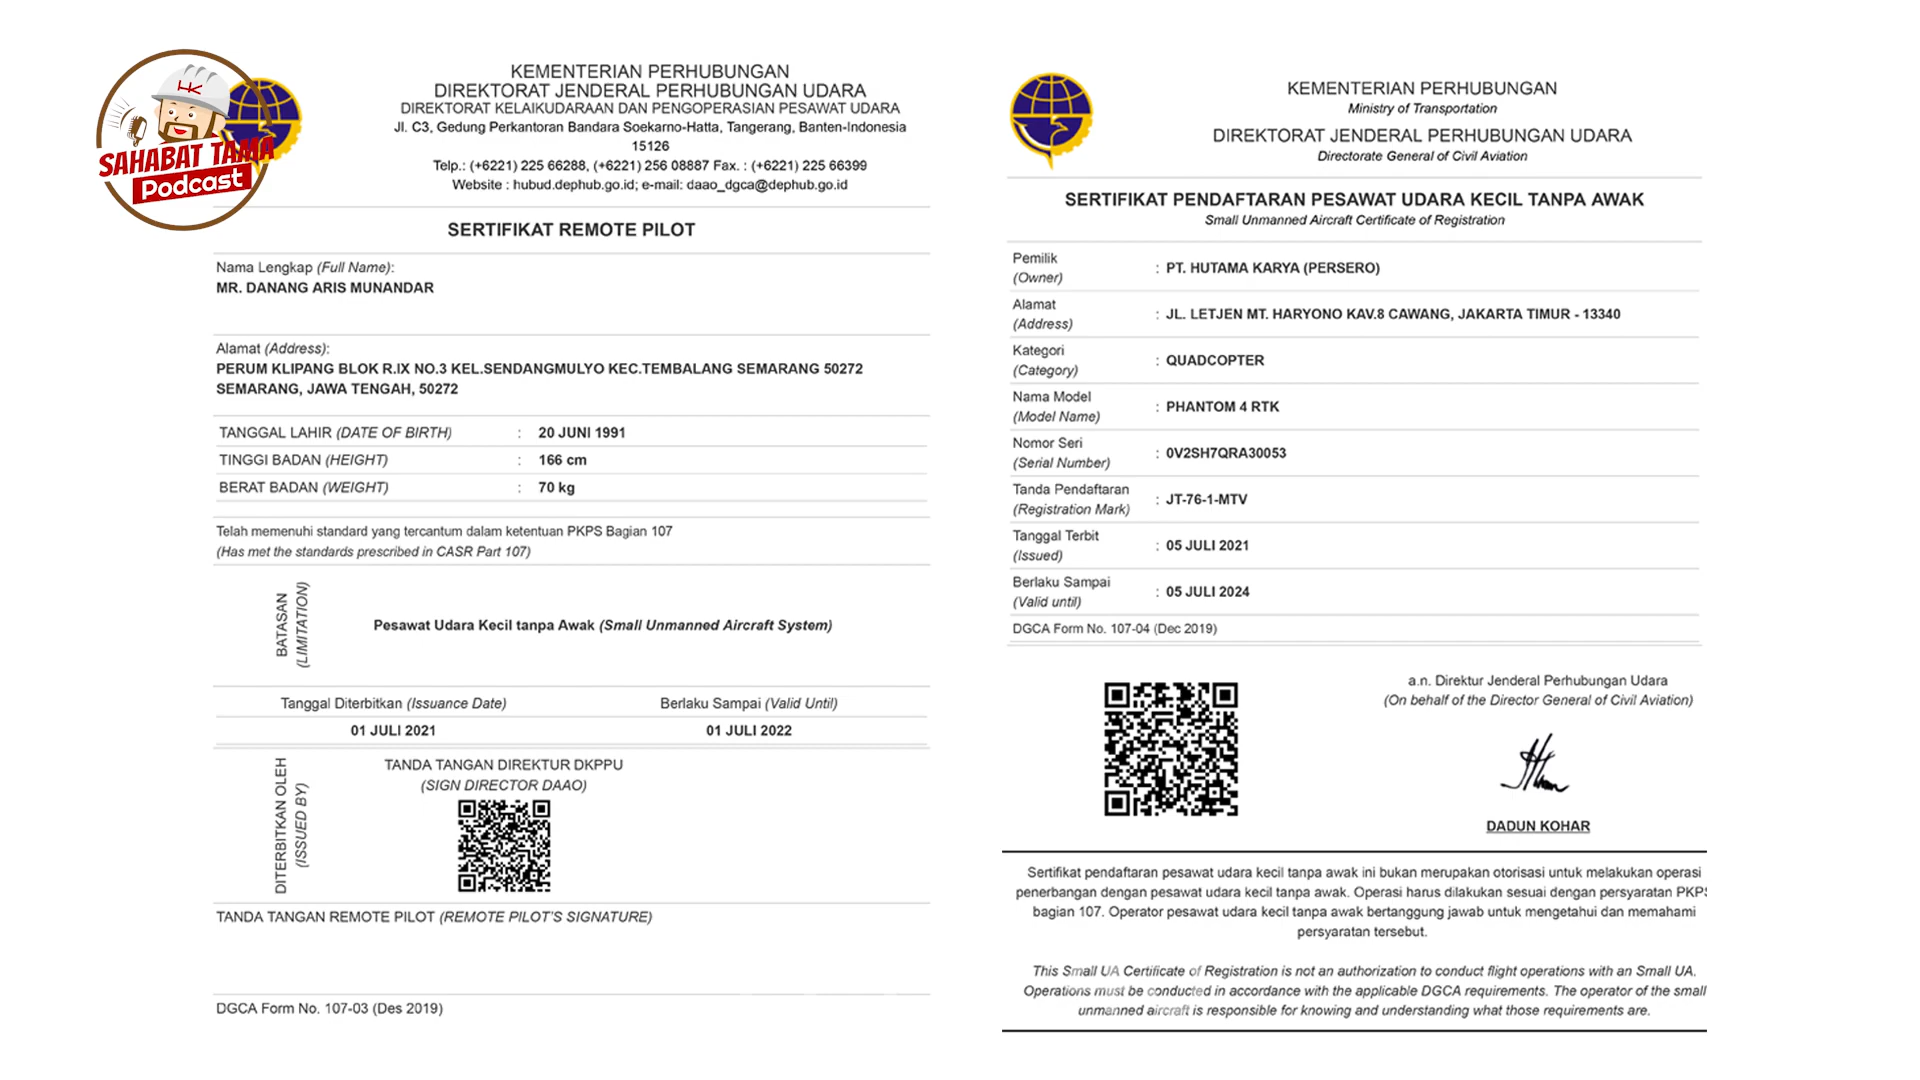 HK
SAHABAT TAMA
Podcast
KEMENTERIAN PERHUBUNGAN
DIREKTORAT JENDERAL PERHUBUNGAN UDARA
DIREKTORAT KELAIKUDARAAN DAN PENGOPERASIAN PESAWAT UDARA
Jl. C3, Gedung Perkantoran Bandara Soekarno-Hatta, Tangerang, Banten-Indonesia
15126
Telp.: (+6221) 225 66288, (+6221) 256 08887 Fax. : (+6221) 225 66399
Website : hubud.dephub.go.id; e-mail: daao_dgca@dephub.go.id
SERTIFIKAT REMOTE PILOT
Nama Lengkap (Full Name):
MR. DANANG ARIS MUNANDAR
Alamat (Address):
PERUM KLIPANG BLOK R.IX NO.3 KEL.SENDANGMULYO KEC.TEMBALANG SEMARANG 50272
SEMARANG, JAWA TENGAH, 50272
TANGGAL LAHIR (DATE OF BIRTH) : 20 JUNI 1991
TINGGI BADAN (HEIGHT) : 166 cm
BERAT BADAN (WEIGHT) : 70 kg
Telah memenuhi standard yang tercantum dalam ketentuan PKPS Bagian 107
(Has met the standards prescribed in CASR Part 107)
BATASAN
(LIMITATION)
Pesawat Udara Kecil tanpa Awak (Small Unmanned Aircraft System)
Tanggal Diterbitkan (Issuance Date) Berlaku Sampai (Valid Until)
01 JULI 2021 01 JULI 2022
DITERBITKAN OLEH
(ISSUED BY)
TANDA TANGAN DIREKTUR DKPPU
(SIGN DIRECTOR DAAO)
TANDA TANGAN REMOTE PILOT (REMOTE PILOT'S SIGNATURE)
DGCA Form No. 107-03 (Des 2019)
KEMENTERIAN PERHUBUNGAN
Ministry of Transportation
DIREKTORAT JENDERAL PERHUBUNGAN UDARA
Directorate General of Civil Aviation
SERTIFIKAT PENDAFTARAN PESAWAT UDARA KECIL TANPA AWAK
Small Unmanned Aircraft Certificate of Registration
Pemilik
(Owner)
: PT. HUTAMA KARYA (PERSERO)
Alamat
(Address)
: JL. LETJEN MT. HARYONO KAV.8 CAWANG, JAKARTA TIMUR - 13340
Kategori
(Category)
: QUADCOPTER
Nama Model
(Model Name)
: PHANTOM 4 RTK
Nomor Seri
(Serial Number)
: 0V2SH7QRA30053
Tanda Pendaftaran
(Registration Mark)
: JT-76-1-MTV
Tanggal Terbit
(Issued)
: 05 JULI 2021
Berlaku Sampai
(Valid until)
: 05 JULI 2024
DGCA Form No. 107-04 (Dec 2019)
a.n. Direktur Jenderal Perhubungan Udara
(On behalf of the Director General of Civil Aviation)
DADUN KOHAR
Sertifikat pendaftaran pesawat udara kecil tanpa awak ini bukan merupakan otorisasi untuk melakukan operasi
penerbangan dengan pesawat udara kecil tanpa awak. Operasi harus dilakukan sesuai dengan persyaratan PKPS
bagian 107. Operator pesawat udara kecil tanpa awak bertanggung jawab untuk mengetahui dan memahami
persyaratan tersebut.
This Small UA Certificate of Registration is not an authorization to conduct flight operations with an Small UA.
Operations must be conducted in accordance with the applicable DGCA requirements. The operator of the small
unmanned aircraft is responsible for knowing and understanding what those requirements are.